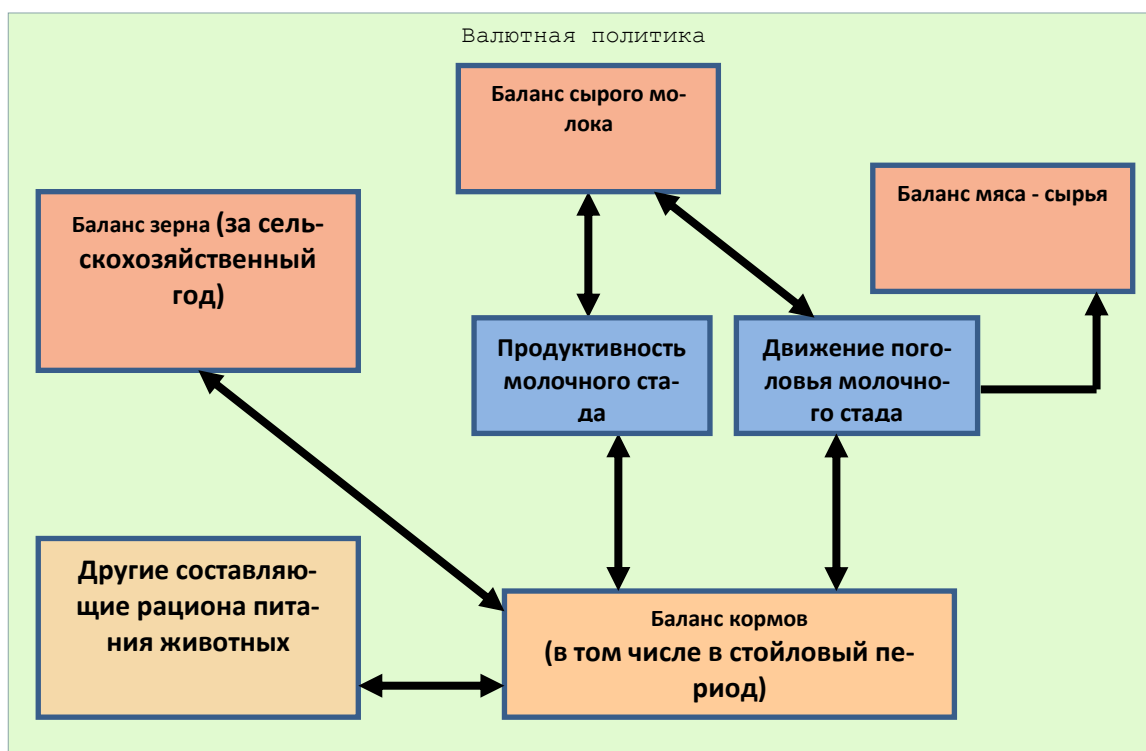 Валютная политика
Баланс сырого мо-
лока
Баланс мяса - сырья
Баланс зерна (за сель-
скохозяйственный
год)
Продуктивность
молочного ста-
да
Движение пого-
ловья молочно-
го стада
Другие составляю-
щие рациона пита-
ния животных
Баланс кормов
(в том числе в стойловый пе-
риод)